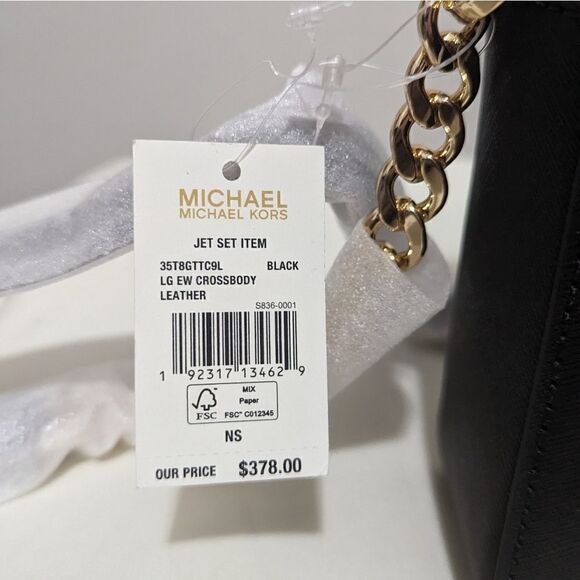 MICHAEL
MICHAEL KORS
JET SET ITEM
35T8GTTC9L BLACK
LG EW CROSSBODY
LEATHER
S836-0001
1 92317 13462 9
FSC
MIX
Paper
FSC™ C012345
NS
OUR PRICE $378.00